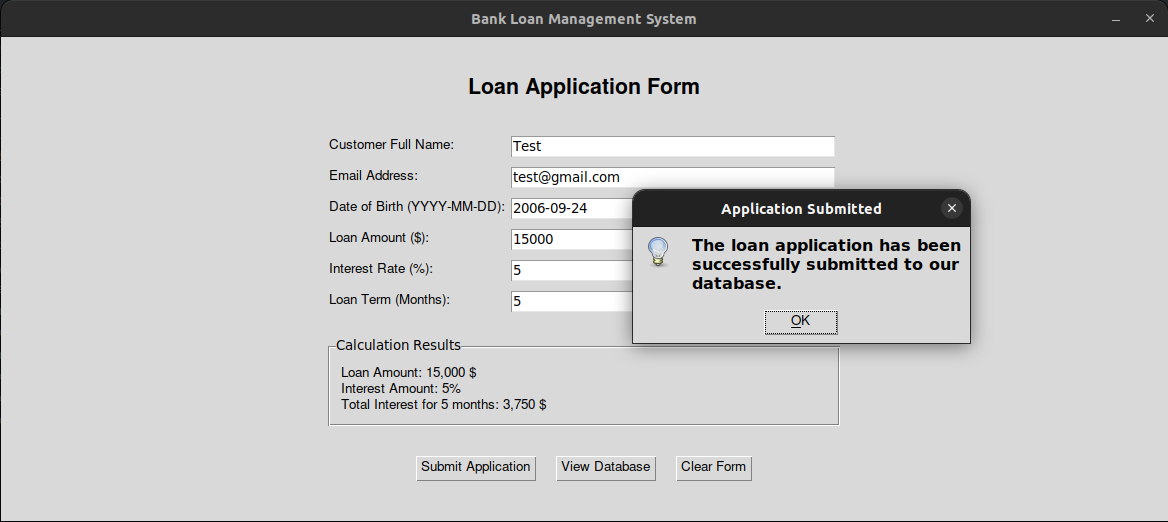 Bank Loan Management System
Loan Application Form
Customer Full Name: Test
Email Address: test@gmail.com
Date of Birth (YYYY-MM-DD): 2006-09-24
Loan Amount ($): 15000
Interest Rate (%): 5
Loan Term (Months): 5
Application Submitted
The loan application has been
successfully submitted to our
database.
OK
Calculation Results
Loan Amount: 15,000 $
Interest Amount: 5%
Total Interest for 5 months: 3,750 $
Submit Application View Database Clear Form